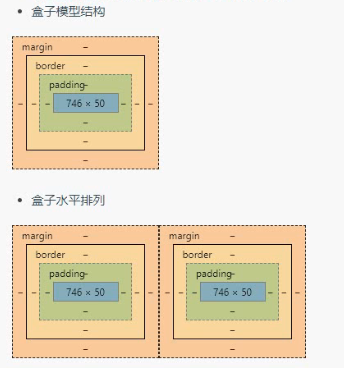 盒子模型结构
margin –
border –
padding–
– – – 746 × 50 – – –
–
–
–
盒子水平排列
margin – margin –
border – border –
padding– padding–
– – – 746 × 50 – – – – – – 746 × 50 – – –
– –
– –
– –